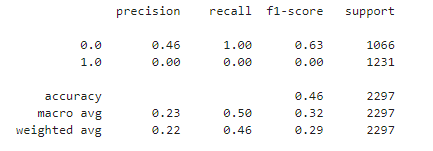 precision recall f1-score support
0.0 0.46 1.00 0.63 1066
1.0 0.00 0.00 0.00 1231
accuracy 0.46 2297
macro avg 0.23 0.50 0.32 2297
weighted avg 0.22 0.46 0.29 2297